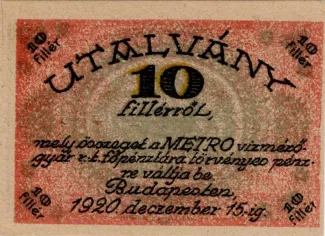 10 fillér
10 fillér
UTALVÁNY
10
fillérről,
mely összeget a METRO vizmérő-
gyár r.t. főpénztára törvényes pénz-
re váltja be
Budapesten,
1920. deczember 15-ig.
10 fillér
10 fillér